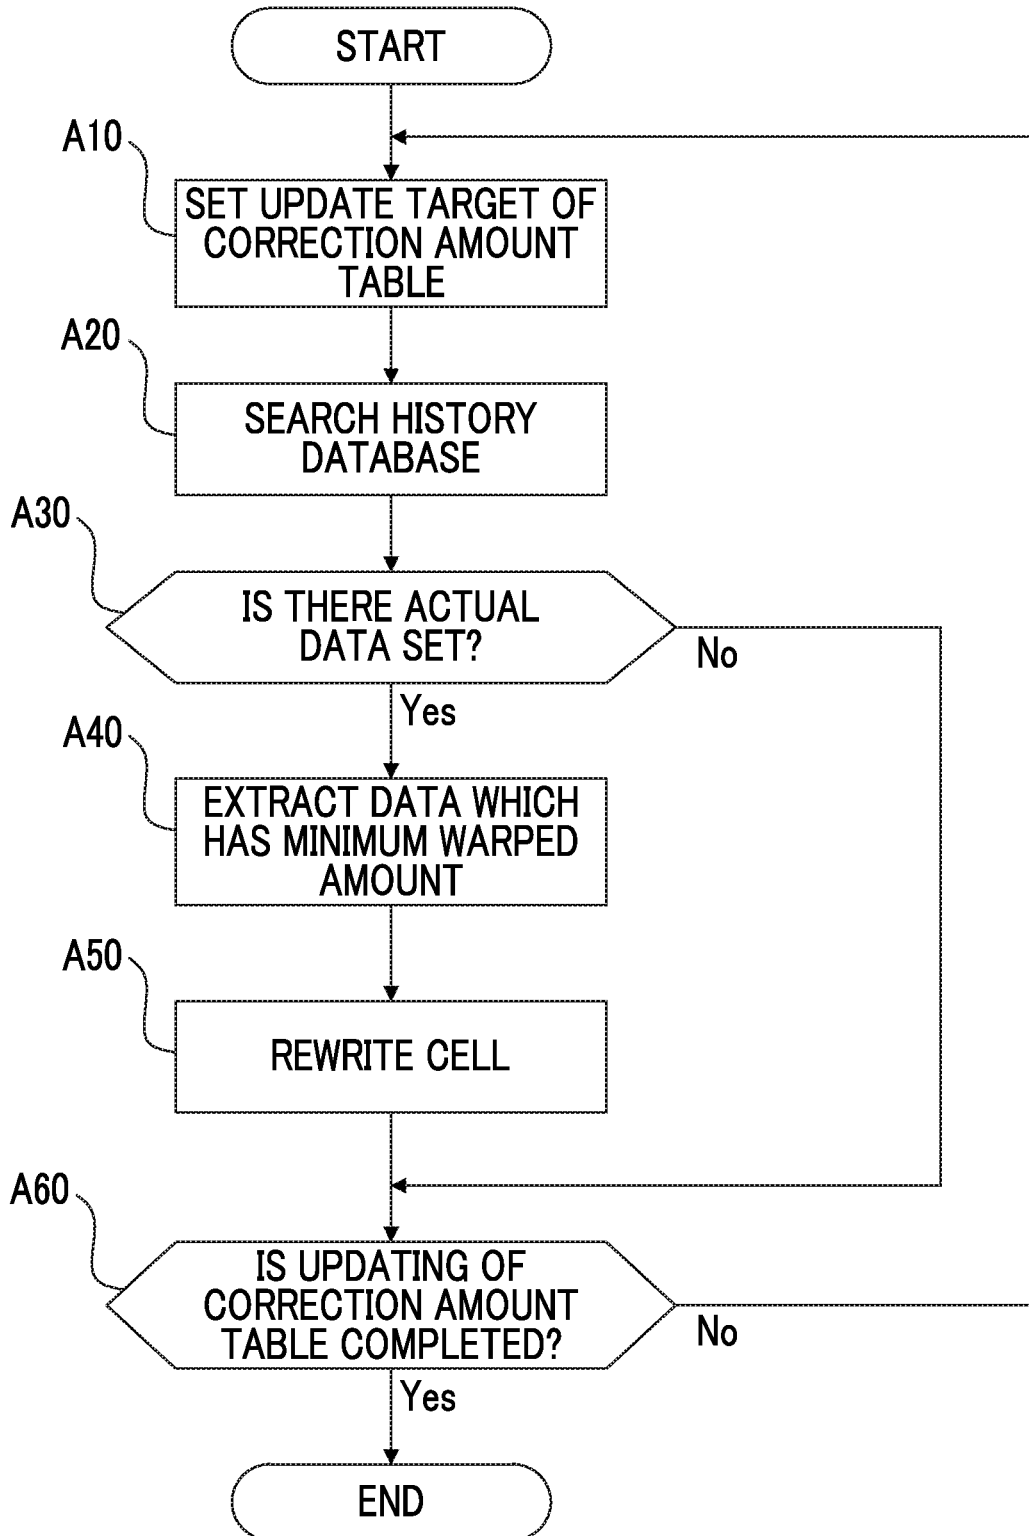 START
A10
SET UPDATE TARGET OF
CORRECTION AMOUNT
TABLE
A20
SEARCH HISTORY
DATABASE
A30
IS THERE ACTUAL
DATA SET?
No
Yes
A40
EXTRACT DATA WHICH
HAS MINIMUM WARPED
AMOUNT
A50
REWRITE CELL
A60
IS UPDATING OF
CORRECTION AMOUNT
TABLE COMPLETED?
No
Yes
END